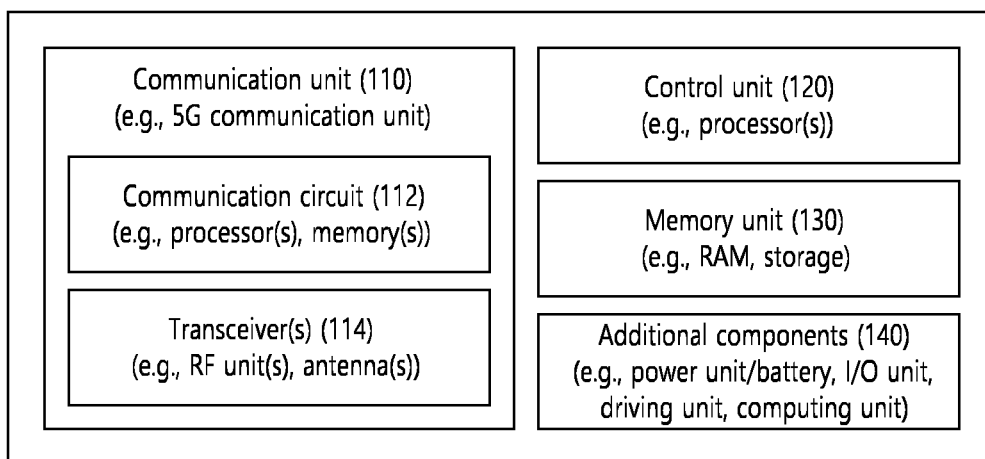 Communication unit (110)
(e.g., 5G communication unit)
Communication circuit (112)
(e.g., processor(s), memory(s))
Transceiver(s) (114)
(e.g., RF unit(s), antenna(s))
Control unit (120)
(e.g., processor(s))
Memory unit (130)
(e.g., RAM, storage)
Additional components (140)
(e.g., power unit/battery, I/O unit,
driving unit, computing unit)